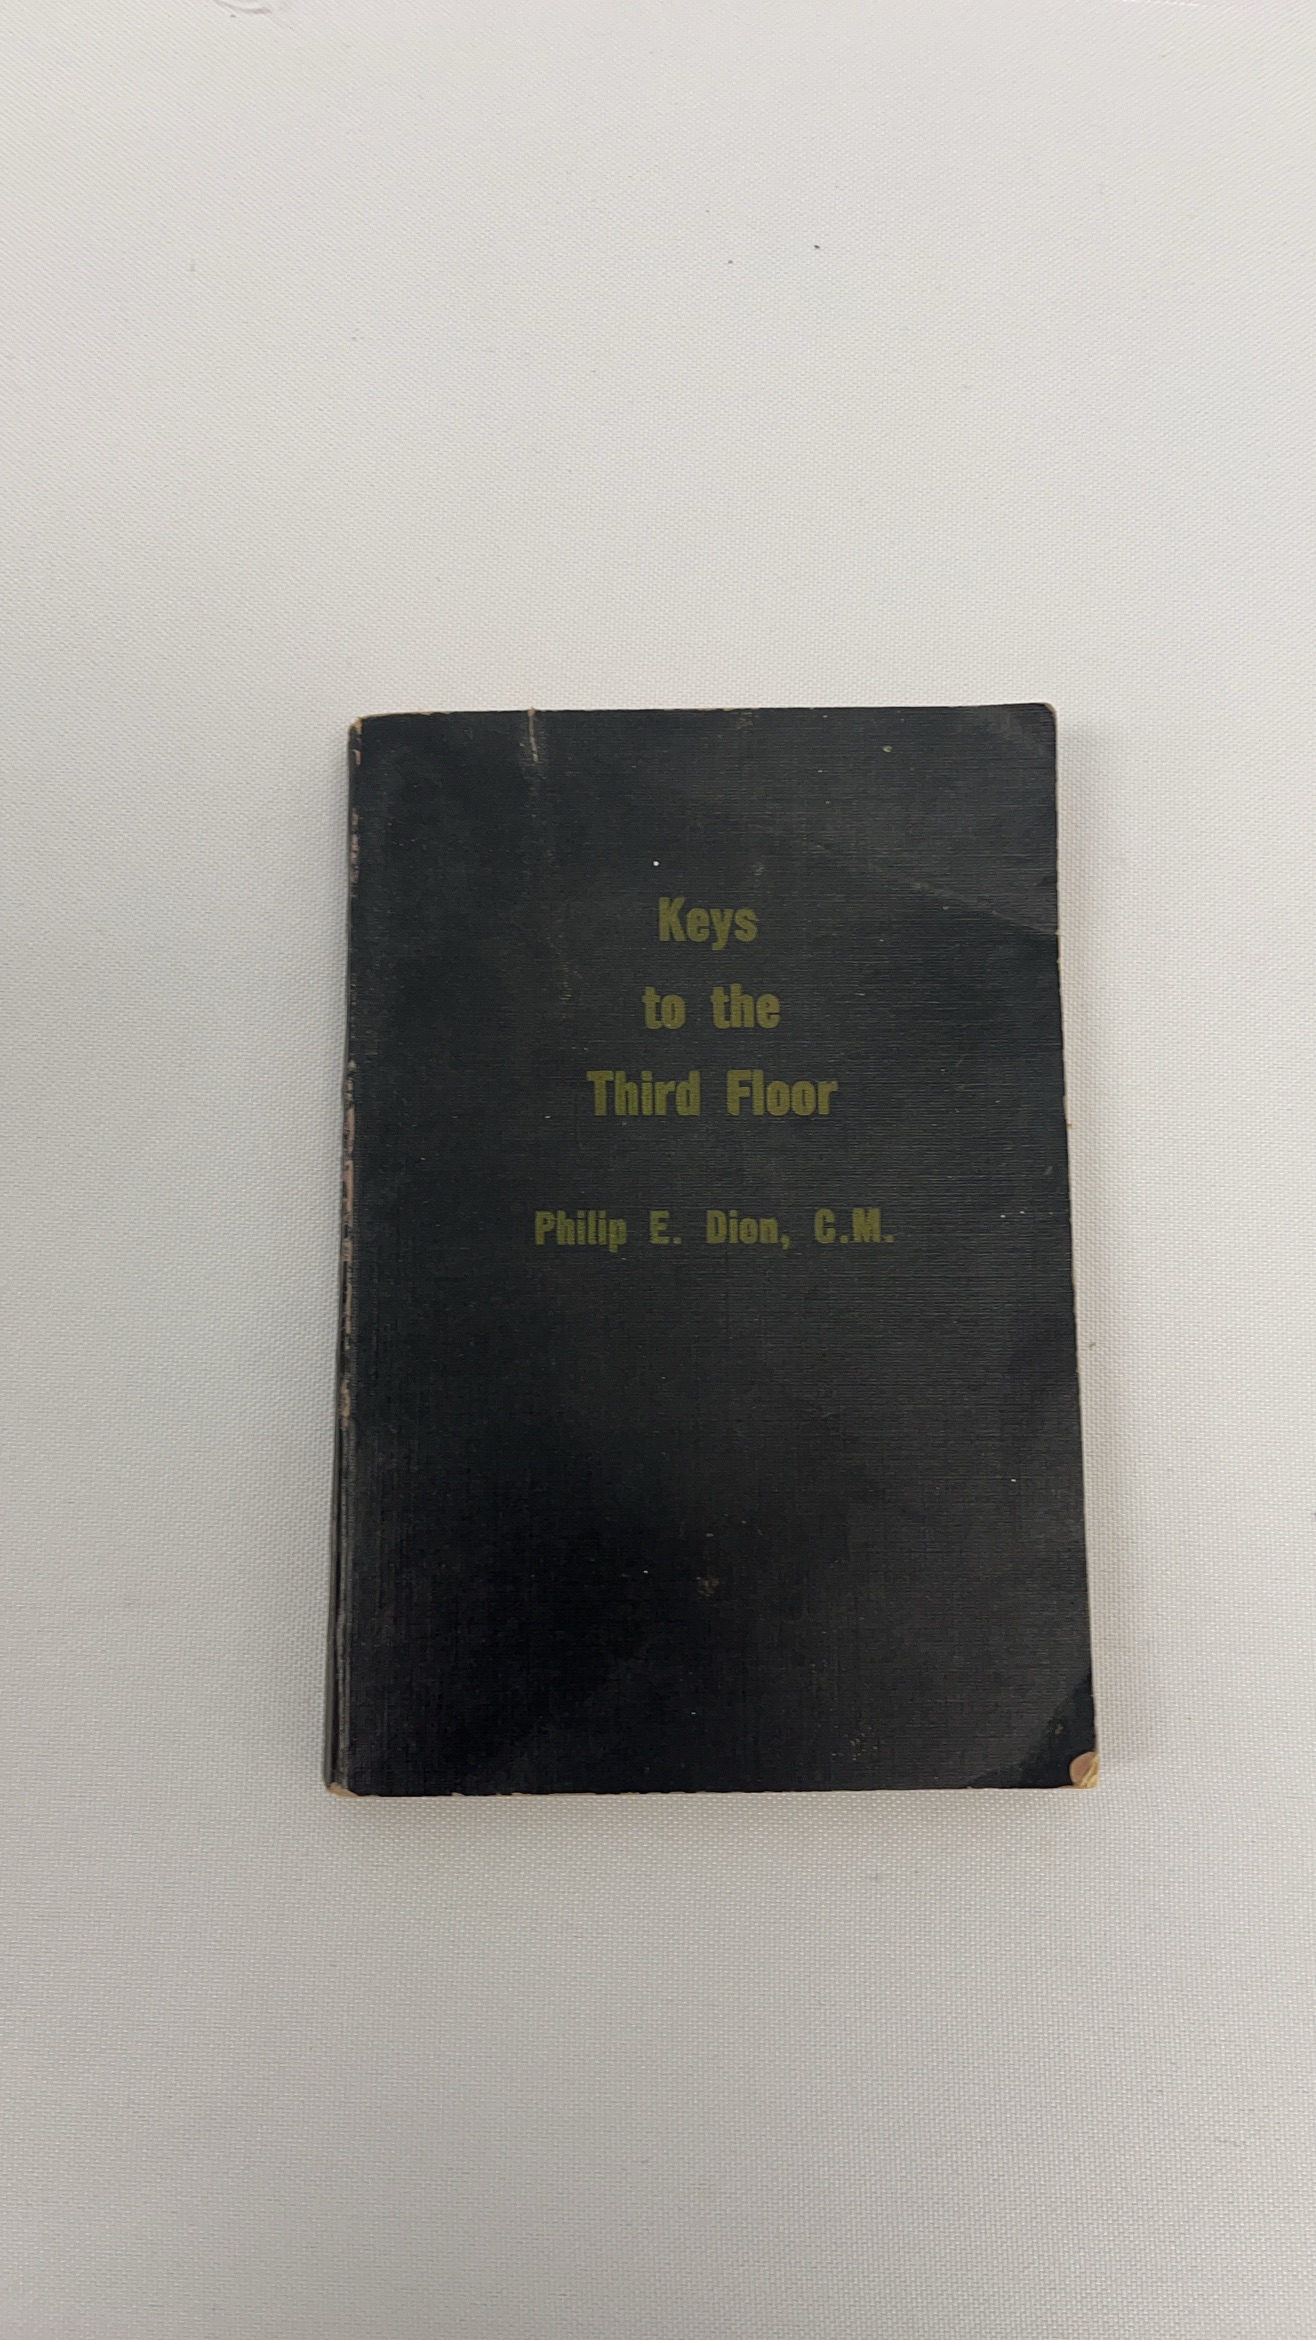 Keys
to the
Third Floor
Philip E. Dion, C.M.